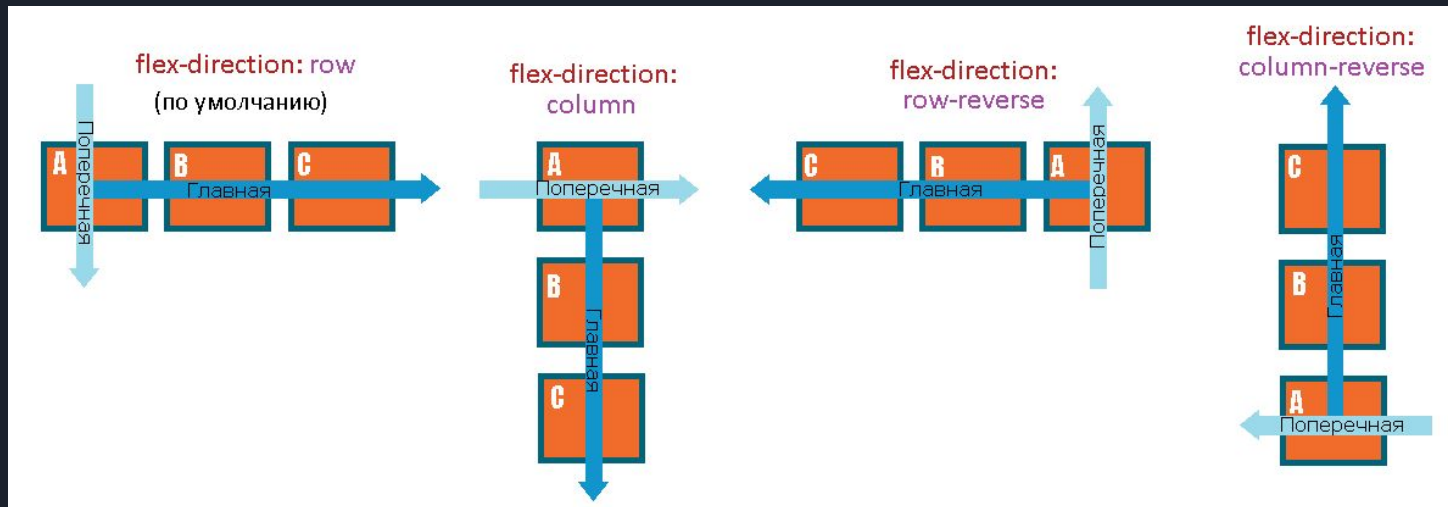 flex-direction: row
(по умолчанию)
Поперечная
A
B
C
Главная
flex-direction:
column
A
Поперечная
B
Главная
C
flex-direction:
row-reverse
C
B
A
Главная
Поперечная
flex-direction:
column-reverse
C
Главная
B
A
Поперечная